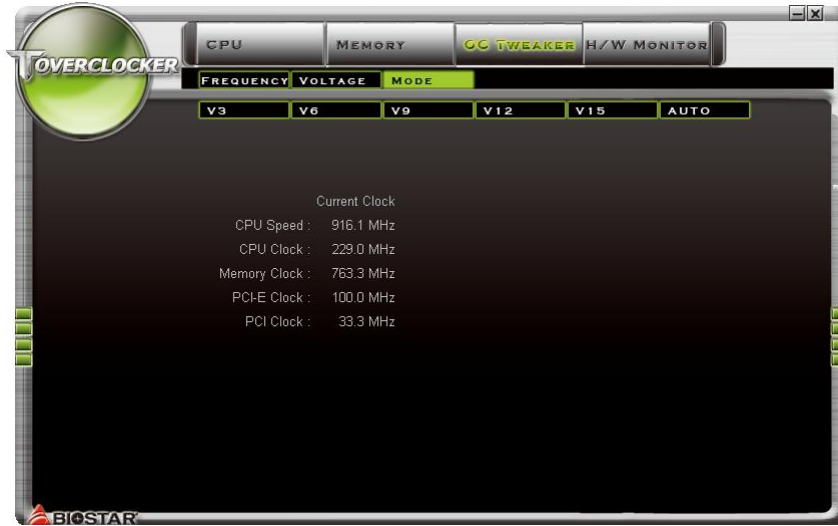 CPU MEMORY OC TWEAKER H/W MONITOR
TOVERCLOCKER
FREQUENCY VOLTAGE MODE
V3 V6 V9 V12 V15 AUTO
Current Clock
CPU Speed : 916.1 MHz
CPU Clock : 229.0 MHz
Memory Clock : 763.3 MHz
PCI-E Clock : 100.0 MHz
PCI Clock : 33.3 MHz
BIOSTAR